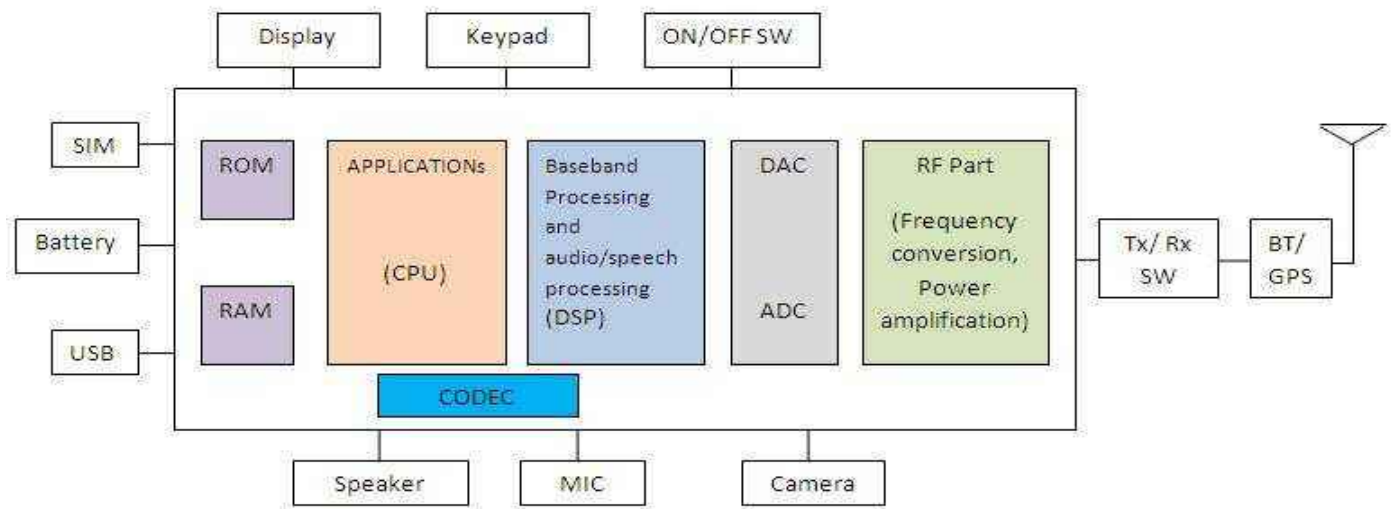 Display
Keypad
ON/OFF SW
SIM
Battery
USB
ROM
RAM
APPLICATIONs
(CPU)
Baseband
Processing
and
audio/speech
processing
(DSP)
DAC
ADC
RF Part
(Frequency
conversion,
Power
amplification)
Tx/ Rx
SW
BT/
GPS
CODEC
Speaker
MIC
Camera